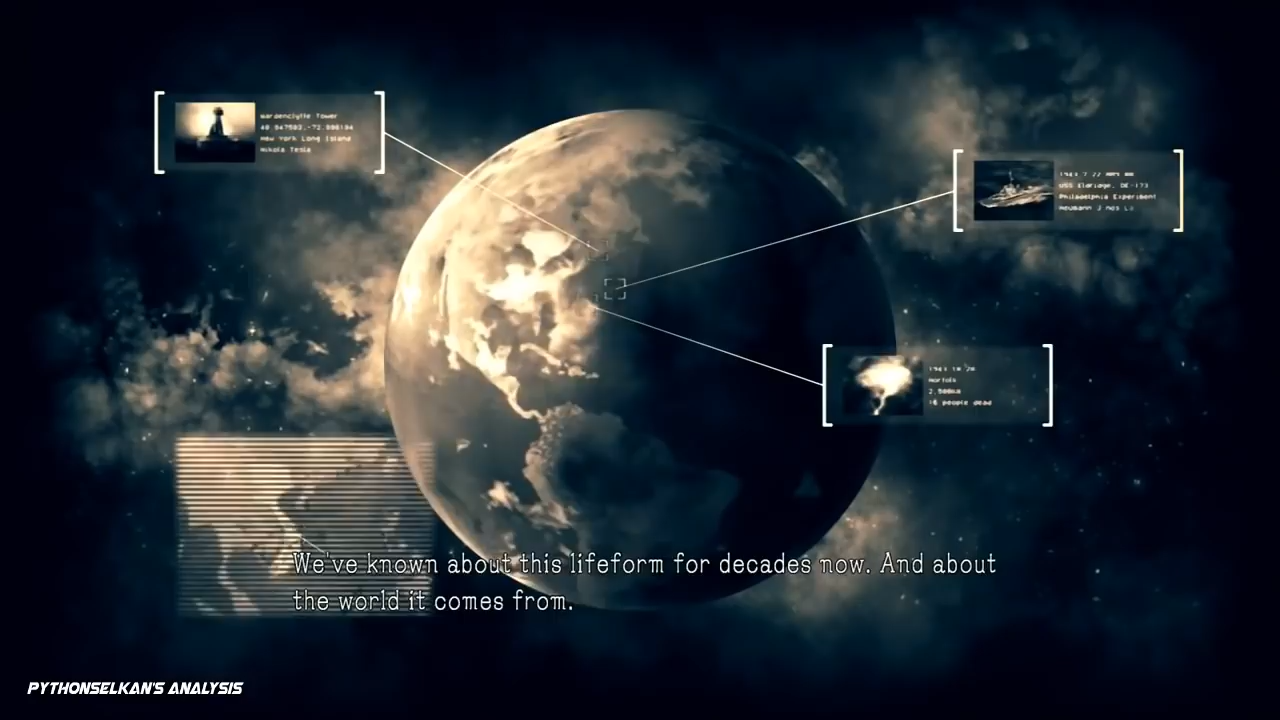 Wardenclyffe Tower
New York Long Island
Nikola Tesla
USS Eldridge, DE-173
Philadelphia Experiment
Norfolk
16 people dead
We've known about this lifeform for decades now. And about
the world it comes from.
PYTHONSELKAN'S ANALYSIS